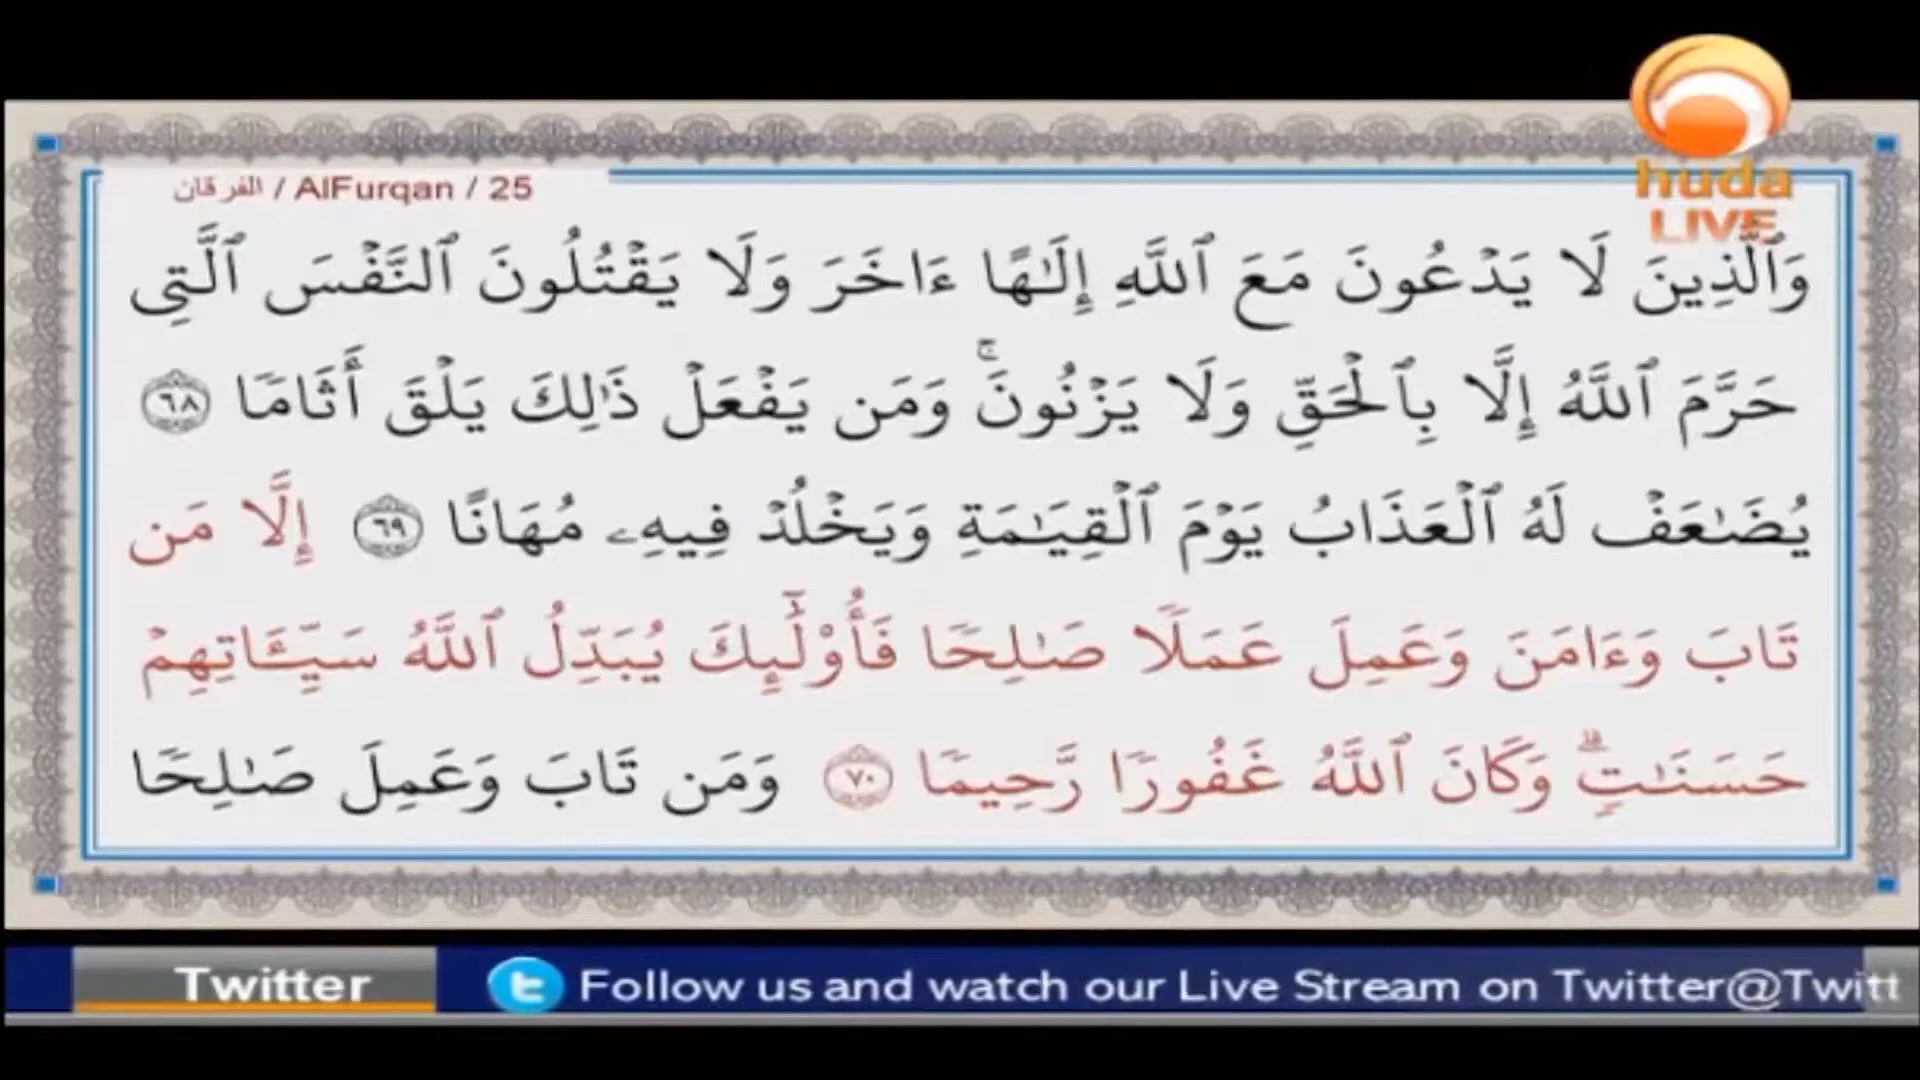 huda
LIVE
الفرقان / AlFurqan / 25
وَٱلَّذِينَ لَا يَدْعُونَ مَعَ ٱللَّهِ إِلَـٰهًا ءَاخَرَ وَلَا يَقْتُلُونَ ٱلنَّفْسَ ٱلَّتِى
حَرَّمَ ٱللَّهُ إِلَّا بِٱلْحَقِّ وَلَا يَزْنُونَ ۚ وَمَن يَفْعَلْ ذَٰلِكَ يَلْقَ أَثَامًا ٦٨
يُضَـٰعَفْ لَهُ ٱلْعَذَابُ يَوْمَ ٱلْقِيَـٰمَةِ وَيَخْلُدْ فِيهِۦ مُهَانًا ٦٩ إِلَّا مَن
تَابَ وَءَامَنَ وَعَمِلَ عَمَلًا صَـٰلِحًا فَأُو۟لَـٰٓئِكَ يُبَدِّلُ ٱللَّهُ سَيِّـَٔاتِهِمْ
حَسَنَـٰتٍ ۗ وَكَانَ ٱللَّهُ غَفُورًا رَّحِيمًا ٧٠ وَمَن تَابَ وَعَمِلَ صَـٰلِحًا
Twitter Follow us and watch our Live Stream on Twitter@Twitt